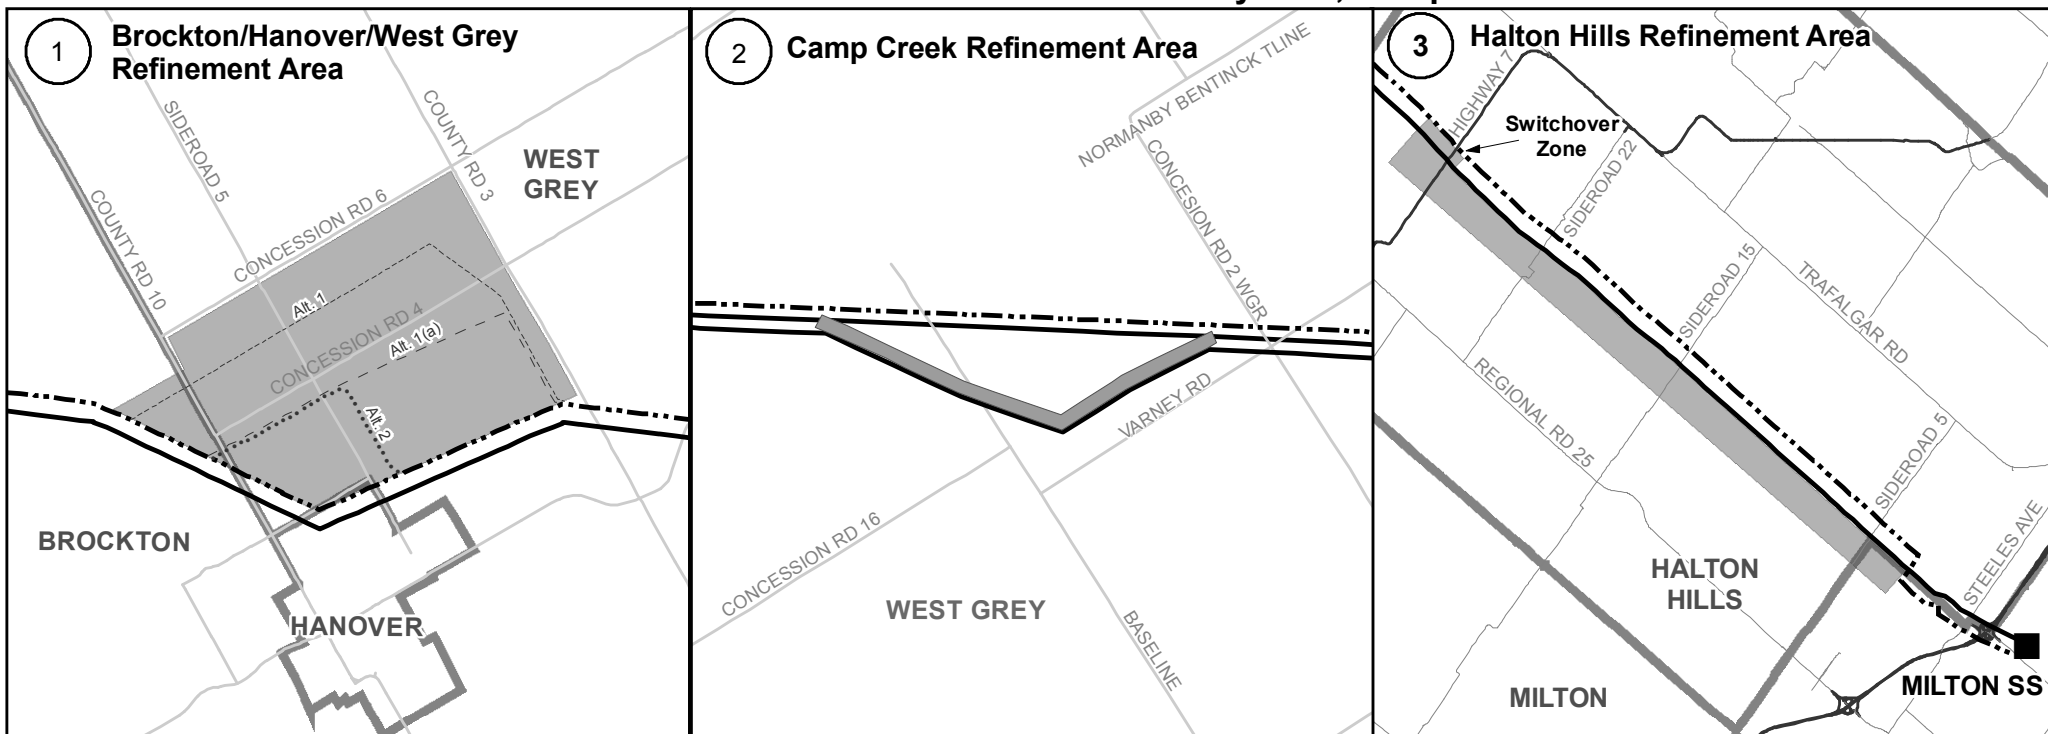 1
Brockton/Hanover/West Grey
Refinement Area
SIDEROAD 5
COUNTY RD 3
WEST
GREY
COUNTY RD 10
CONCESSION RD 6
Alt. 1
CONCESSION RD 4
Alt. 1(a)
Alt. 2
BROCKTON
HANOVER
2
Camp Creek Refinement Area
NORMANBY BENTINCK TLINE
CONCESION RD 2 WGR
VARNEY RD
CONCESSION RD 16
WEST GREY
BASELINE
3
Halton Hills Refinement Area
HIGHWAY 7
Switchover
Zone
SIDEROAD 22
SIDEROAD 15
TRAFALGAR RD
REGIONAL RD 25
SIDEROAD 5
STEELES AVE
HALTON
HILLS
MILTON
MILTON SS